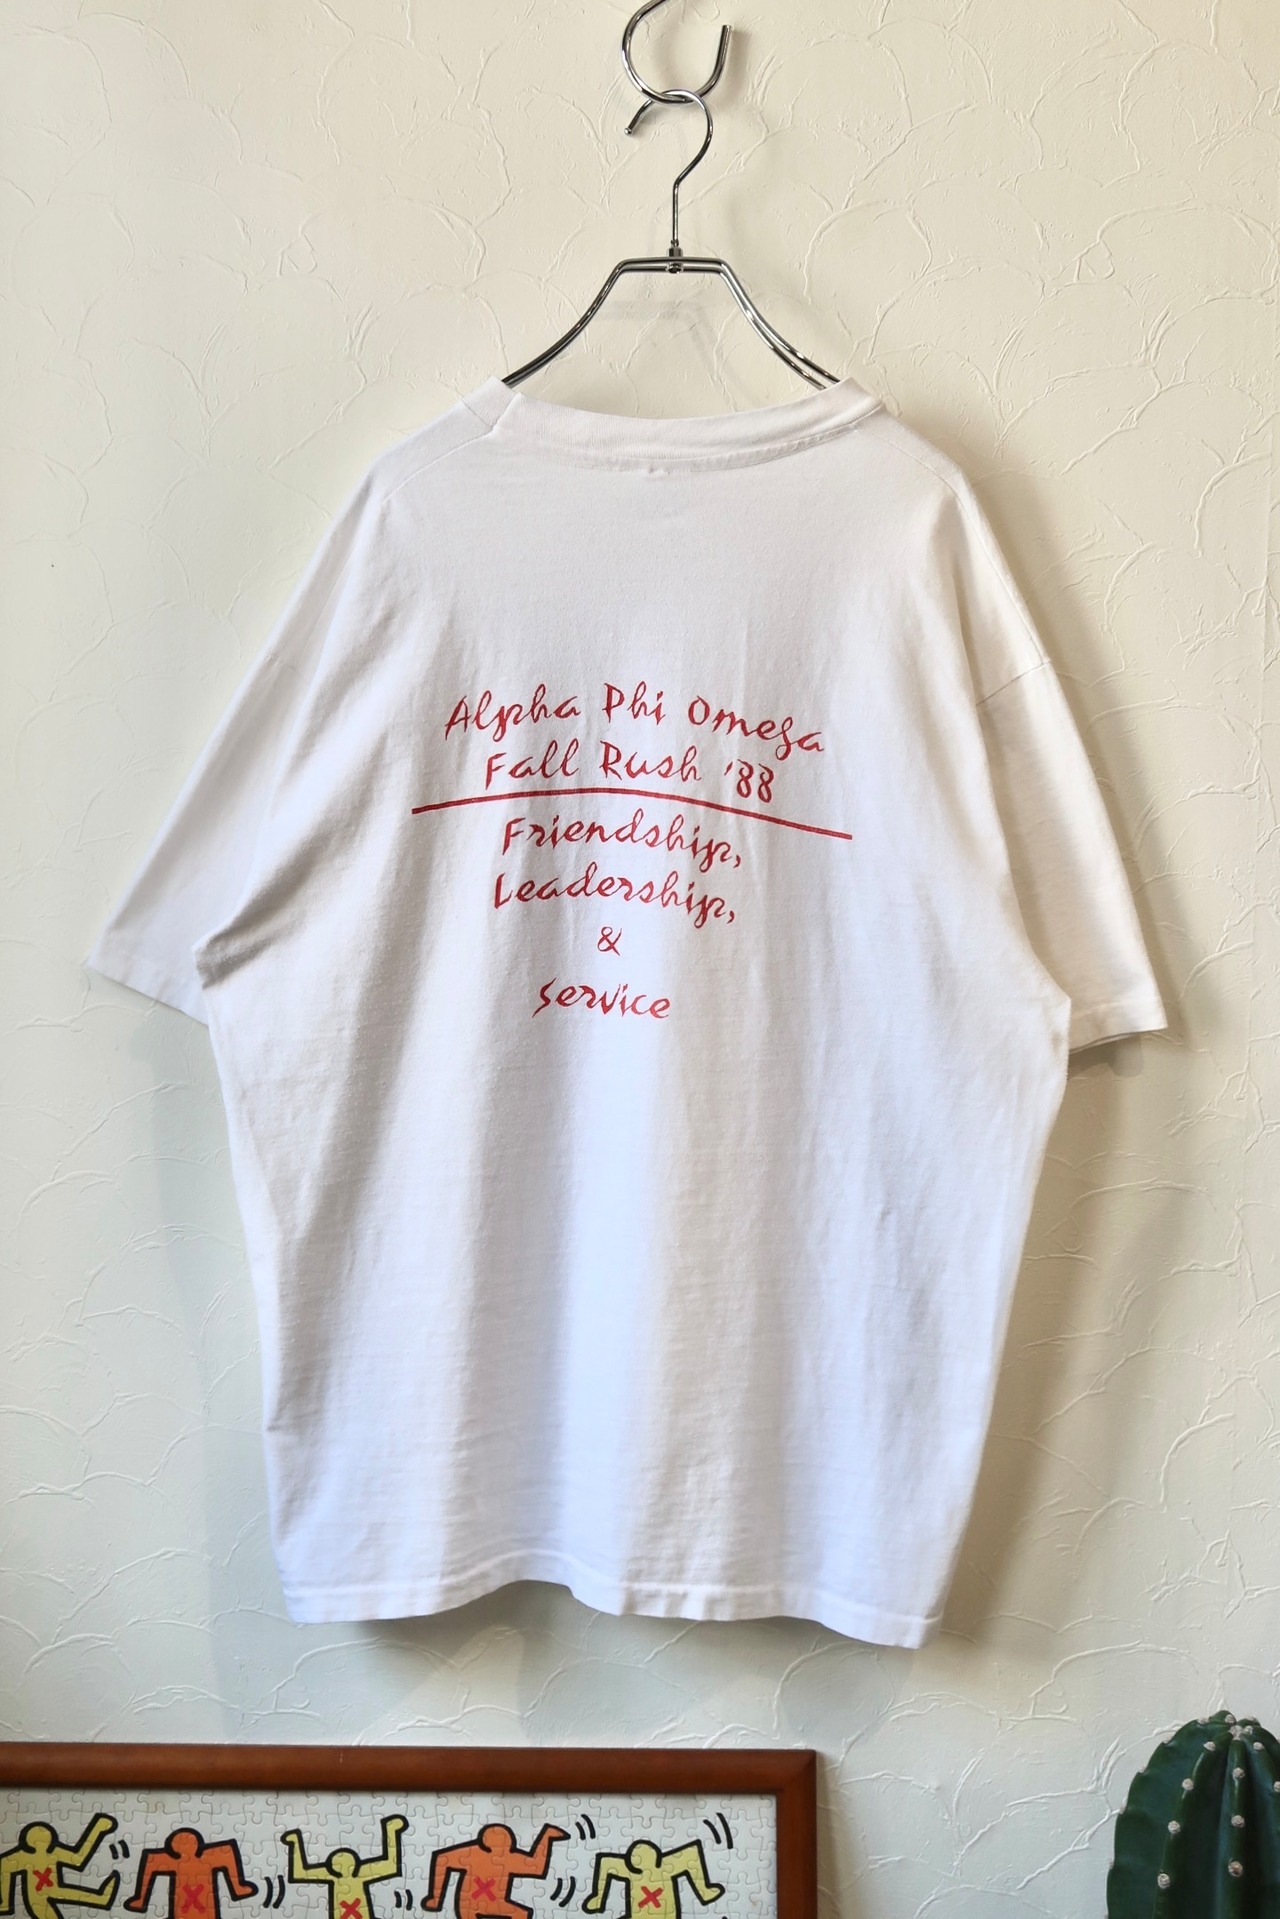 Alpha Phi Omega
Fall Rush '88
Friendship,
Leadership,
&
Service